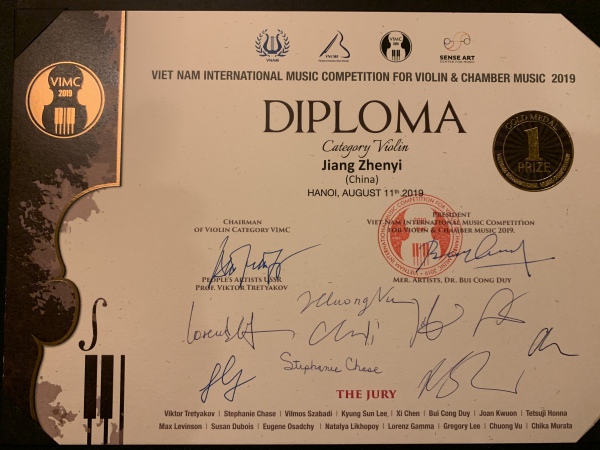 VIMC
2019
VNAM
SENSE ART
VIET NAM INTERNATIONAL MUSIC COMPETITION FOR VIOLIN & CHAMBER MUSIC 2019
DIPLOMA
Category Violin
Jiang Zhenyi
(China)
HANOI, AUGUST 11th 2019
GOLD MEDAL
1
PRIZE
CHAIRMAN
OF VIOLIN CATEGORY VIMC
PRESIDENT
VIET NAM INTERNATIONAL MUSIC COMPETITION
FOR VIOLIN & CHAMBER MUSIC 2019.
PEOPLE'S ARTISTS USSR
PROF. VIKTOR TRETYAKOV
MER. ARTISTS, DR. BUI CONG DUY
Stephanie Chase
THE JURY
Viktor Tretyakov | Stephanie Chase | Vilmos Szabadi | Kyung Sun Lee | Xi Chen | Bui Cong Duy | Joan Kwuon | Tetsuji Honna
Max Levinson | Susan Dubois | Eugene Osadchy | Natalya Likhopoy | Lorenz Gamma | Gregory Lee | Chuong Vu | Chika Murata